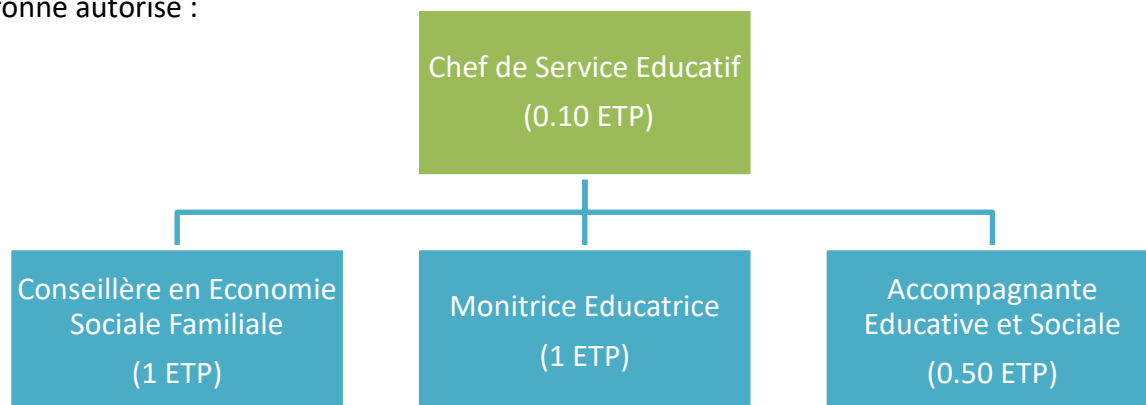 autorisé :
Chef de Service Educatif
(0.10 ETP)
Conseillère en Economie
Sociale Familiale
(1 ETP)
Monitrice Educatrice
(1 ETP)
Accompagnante
Educative et Sociale
(0.50 ETP)